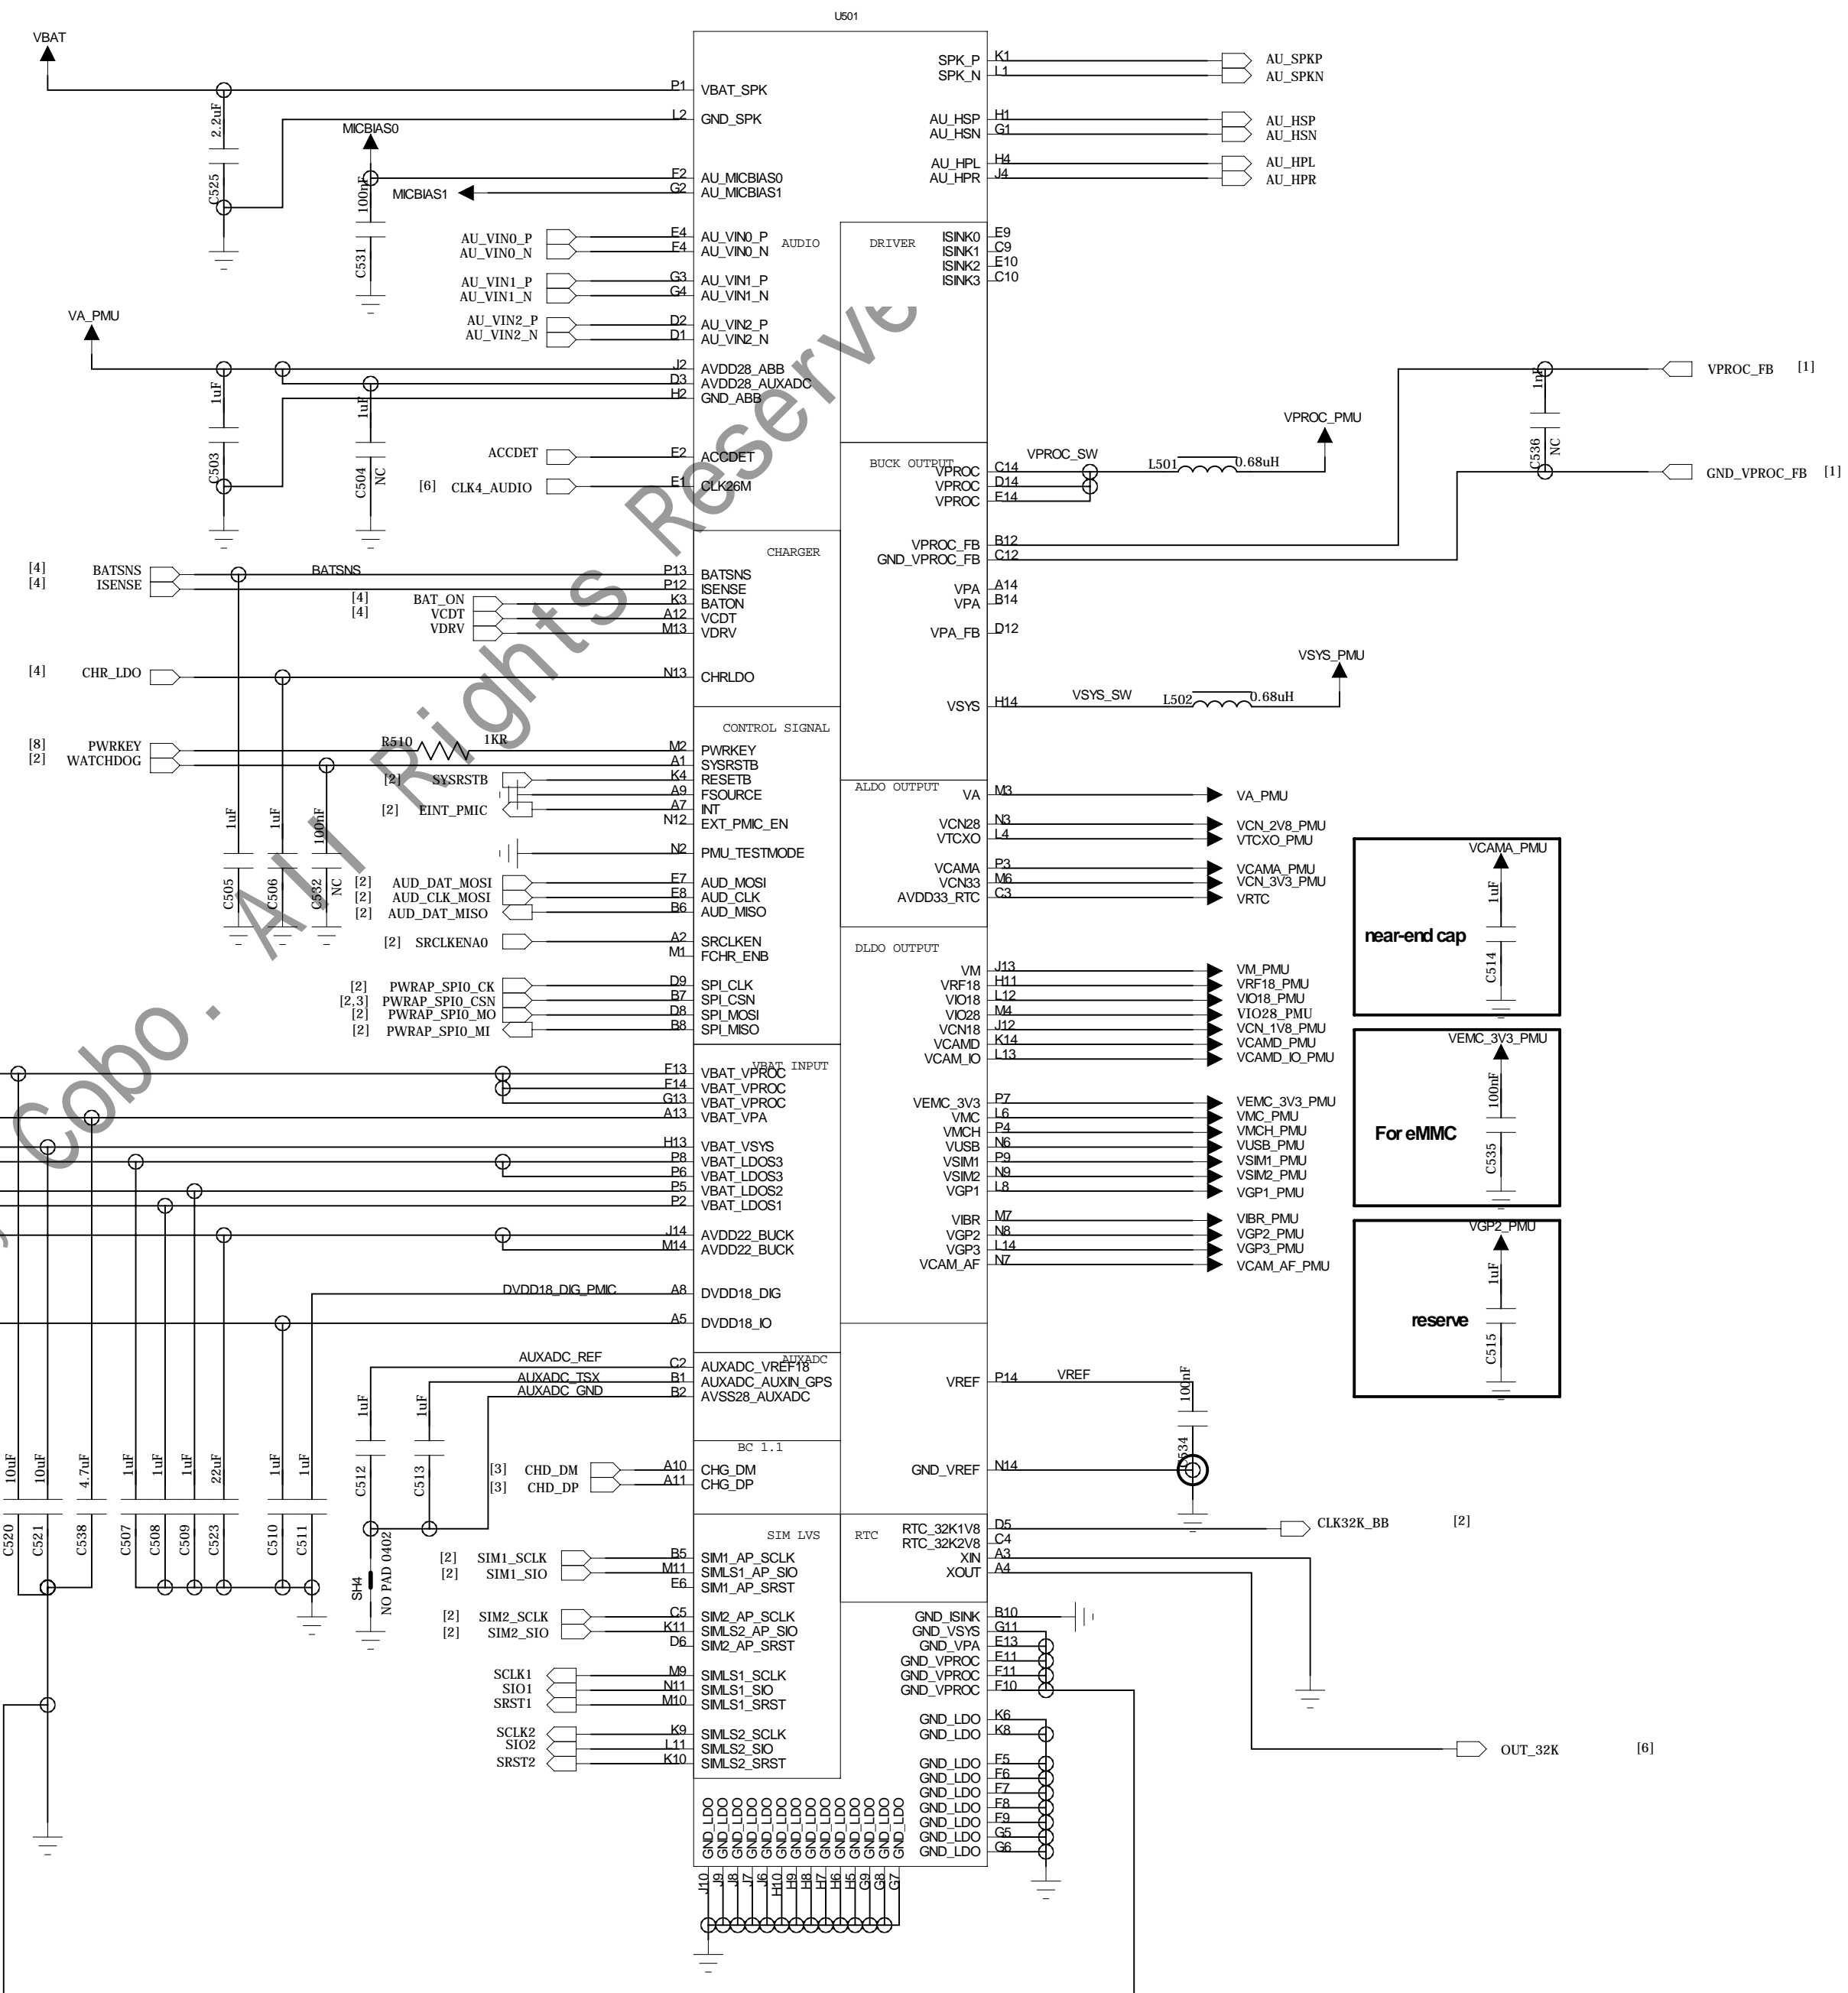 U501
VBAT
2.2uF
C525
P1 VBAT_SPK
L2 GND_SPK
MICBIAS0
100nF
C531
F2 AU_MICBIAS0
MICBIAS1
G2 AU_MICBIAS1
AU_VIN0_P E4 AU_VIN0_P
AU_VIN0_N F4 AU_VIN0_N
AU_VIN1_P G3 AU_VIN1_P
AU_VIN1_N G4 AU_VIN1_N
AU_VIN2_P D2 AU_VIN2_P
AU_VIN2_N D1 AU_VIN2_N
AUDIO
DRIVER
VA_PMU
1uF
C503
1uF
C504
NC
J2 AVDD28_ABB
D3 AVDD28_AUXADC
H2 GND_ABB
ACCDET E2 ACCDET
[6] CLK4_AUDIO E1 CLK26M
SPK_P K1 AU_SPKP
SPK_N L1 AU_SPKN
AU_HSP H1 AU_HSP
AU_HSN G1 AU_HSN
AU_HPL H4 AU_HPL
AU_HPR J4 AU_HPR
ISINK0 E9
ISINK1 C9
ISINK2 E10
ISINK3 C10
CHARGER
[4] BATSNS BATSNS P13 BATSNS
[4] ISENSE P12 ISENSE
[4] BAT_ON K3 BATON
[4] VCDT A12 VCDT
VDRV M13 VDRV
[4] CHR_LDO N13 CHRLDO
BUCK OUTPUT
VPROC C14
VPROC D14
VPROC E14
VPROC_SW
L501 0.68uH
VPROC_PMU
1nF
C536
NC
VPROC_FB [1]
GND_VPROC_FB [1]
VPROC_FB B12
GND_VPROC_FB C12
VPA A14
VPA B14
VPA_FB D12
VSYS H14
VSYS_SW
L502 0.68uH
VSYS_PMU
CONTROL SIGNAL
[8] PWRKEY R510 1KR M2 PWRKEY
[2] WATCHDOG A1 SYSRSTB
[2] SYSRSTB K4 RESETB
A9 FSOURCE
[2] EINT_PMIC A7 INT
N12 EXT_PMIC_EN
N2 PMU_TESTMODE
[2] AUD_DAT_MOSI E7 AUD_MOSI
[2] AUD_CLK_MOSI E8 AUD_CLK
[2] AUD_DAT_MISO B6 AUD_MISO
[2] SRCLKENA0 A2 SRCLKEN
M1 FCHR_ENB
[2] PWRAP_SPI0_CK D9 SPI_CLK
[2,3] PWRAP_SPI0_CSN B7 SPI_CSN
[2] PWRAP_SPI0_MO D8 SPI_MOSI
[2] PWRAP_SPI0_MI B8 SPI_MISO
1uF
C505
1uF
C506
100nF
C532
NC
ALDO OUTPUT
VA M3 VA_PMU
VCN28 N3 VCN_2V8_PMU
VTCXO L4 VTCXO_PMU
VCAMA P3 VCAMA_PMU
VCN33 M6 VCN_3V3_PMU
AVDD33_RTC C3 VRTC
DLDO OUTPUT
VM J13 VM_PMU
VRF18 H11 VRF18_PMU
VIO18 L12 VIO18_PMU
VIO28 M4 VIO28_PMU
VCN18 J12 VCN_1V8_PMU
VCAMD K14 VCAMD_PMU
VCAM_IO L13 VCAMD_IO_PMU
VEMC_3V3 P7 VEMC_3V3_PMU
VMC L6 VMC_PMU
VMCH P4 VMCH_PMU
VUSB N6 VUSB_PMU
VSIM1 P9 VSIM1_PMU
VSIM2 N9 VSIM2_PMU
VGP1 L8 VGP1_PMU
VIBR M7 VIBR_PMU
VGP2 N8 VGP2_PMU
VGP3 L14 VGP3_PMU
VCAM_AF N7 VCAM_AF_PMU
VCAMA_PMU
near-end cap
1uF
C514
VEMC_3V3_PMU
For eMMC
100nF
C535
VGP2_PMU
reserve
1uF
C515
VBAT INPUT
F13 VBAT_VPROC
F14 VBAT_VPROC
G13 VBAT_VPROC
A13 VBAT_VPA
H13 VBAT_VSYS
P8 VBAT_LDOS3
P6 VBAT_LDOS3
P5 VBAT_LDOS2
P2 VBAT_LDOS1
J14 AVDD22_BUCK
M14 AVDD22_BUCK
DVDD18_DIG_PMIC A8 DVDD18_DIG
A5 DVDD18_IO
AUXADC
AUXADC_REF C2 AUXADC_VREF18
AUXADC_TSX B1 AUXADC_AUXIN_GPS
AUXADC_GND B2 AVSS28_AUXADC
10uF
C520
10uF
C521
4.7uF
C538
1uF
C507
1uF
C508
1uF
C509
22uF
C523
1uF
C510
1uF
C511
1uF
C512
1uF
C513
SH4
NO PAD 0402
VREF P14 VREF
100nF
C534
GND_VREF N14
BC 1.1
[3] CHD_DM A10 CHG_DM
[3] CHD_DP A11 CHG_DP
SIM LVS
[2] SIM1_SCLK B5 SIM1_AP_SCLK
[2] SIM1_SIO M11 SIMLS1_AP_SIO
E6 SIM1_AP_SRST
[2] SIM2_SCLK C5 SIM2_AP_SCLK
[2] SIM2_SIO K11 SIMLS2_AP_SIO
D6 SIM2_AP_SRST
SCLK1 M9 SIMLS1_SCLK
SIO1 N11 SIMLS1_SIO
SRST1 M10 SIMLS1_SRST
SCLK2 K9 SIMLS2_SCLK
SIO2 L11 SIMLS2_SIO
SRST2 K10 SIMLS2_SRST
RTC
RTC_32K1V8 D5 CLK32K_BB [2]
RTC_32K2V8 C4
XIN A3
XOUT A4
OUT_32K [6]
GND_ISINK B10
GND_VSYS G11
GND_VPA E13
GND_VPROC E11
GND_VPROC F11
GND_VPROC F10
GND_LDO K6
GND_LDO K8
GND_LDO F5
GND_LDO F6
GND_LDO F7
GND_LDO F8
GND_LDO F9
GND_LDO G5
GND_LDO G6
GND_LDO GND_LDO GND_LDO GND_LDO GND_LDO GND_LDO GND_LDO GND_LDO GND_LDO GND_LDO GND_LDO GND_LDO GND_LDO GND_LDO
J10 J9 J8 J7 J6 H10 H9 H8 H7 H6 H5 G9 G8 G7
Cobo. All Rights Reserve